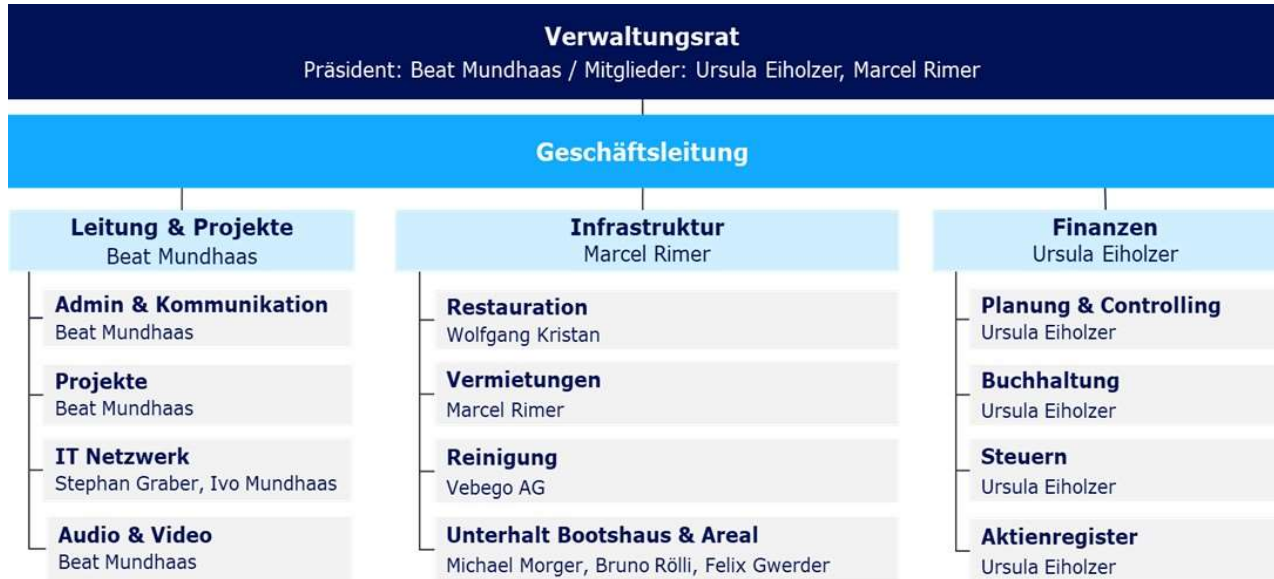 Verwaltungsrat
Präsident: Beat Mundhaas / Mitglieder: Ursula Eiholzer, Marcel Rimer
Geschäftsleitung
Leitung & Projekte
Beat Mundhaas
Admin & Kommunikation
Beat Mundhaas
Projekte
Beat Mundhaas
IT Netzwerk
Stephan Graber, Ivo Mundhaas
Audio & Video
Beat Mundhaas
Infrastruktur
Marcel Rimer
Restauration
Wolfgang Kristan
Vermietungen
Marcel Rimer
Reinigung
Vebego AG
Unterhalt Bootshaus & Areal
Michael Morger, Bruno Rölli, Felix Gwerder
Finanzen
Ursula Eiholzer
Planung & Controlling
Ursula Eiholzer
Buchhaltung
Ursula Eiholzer
Steuern
Ursula Eiholzer
Aktienregister
Ursula Eiholzer